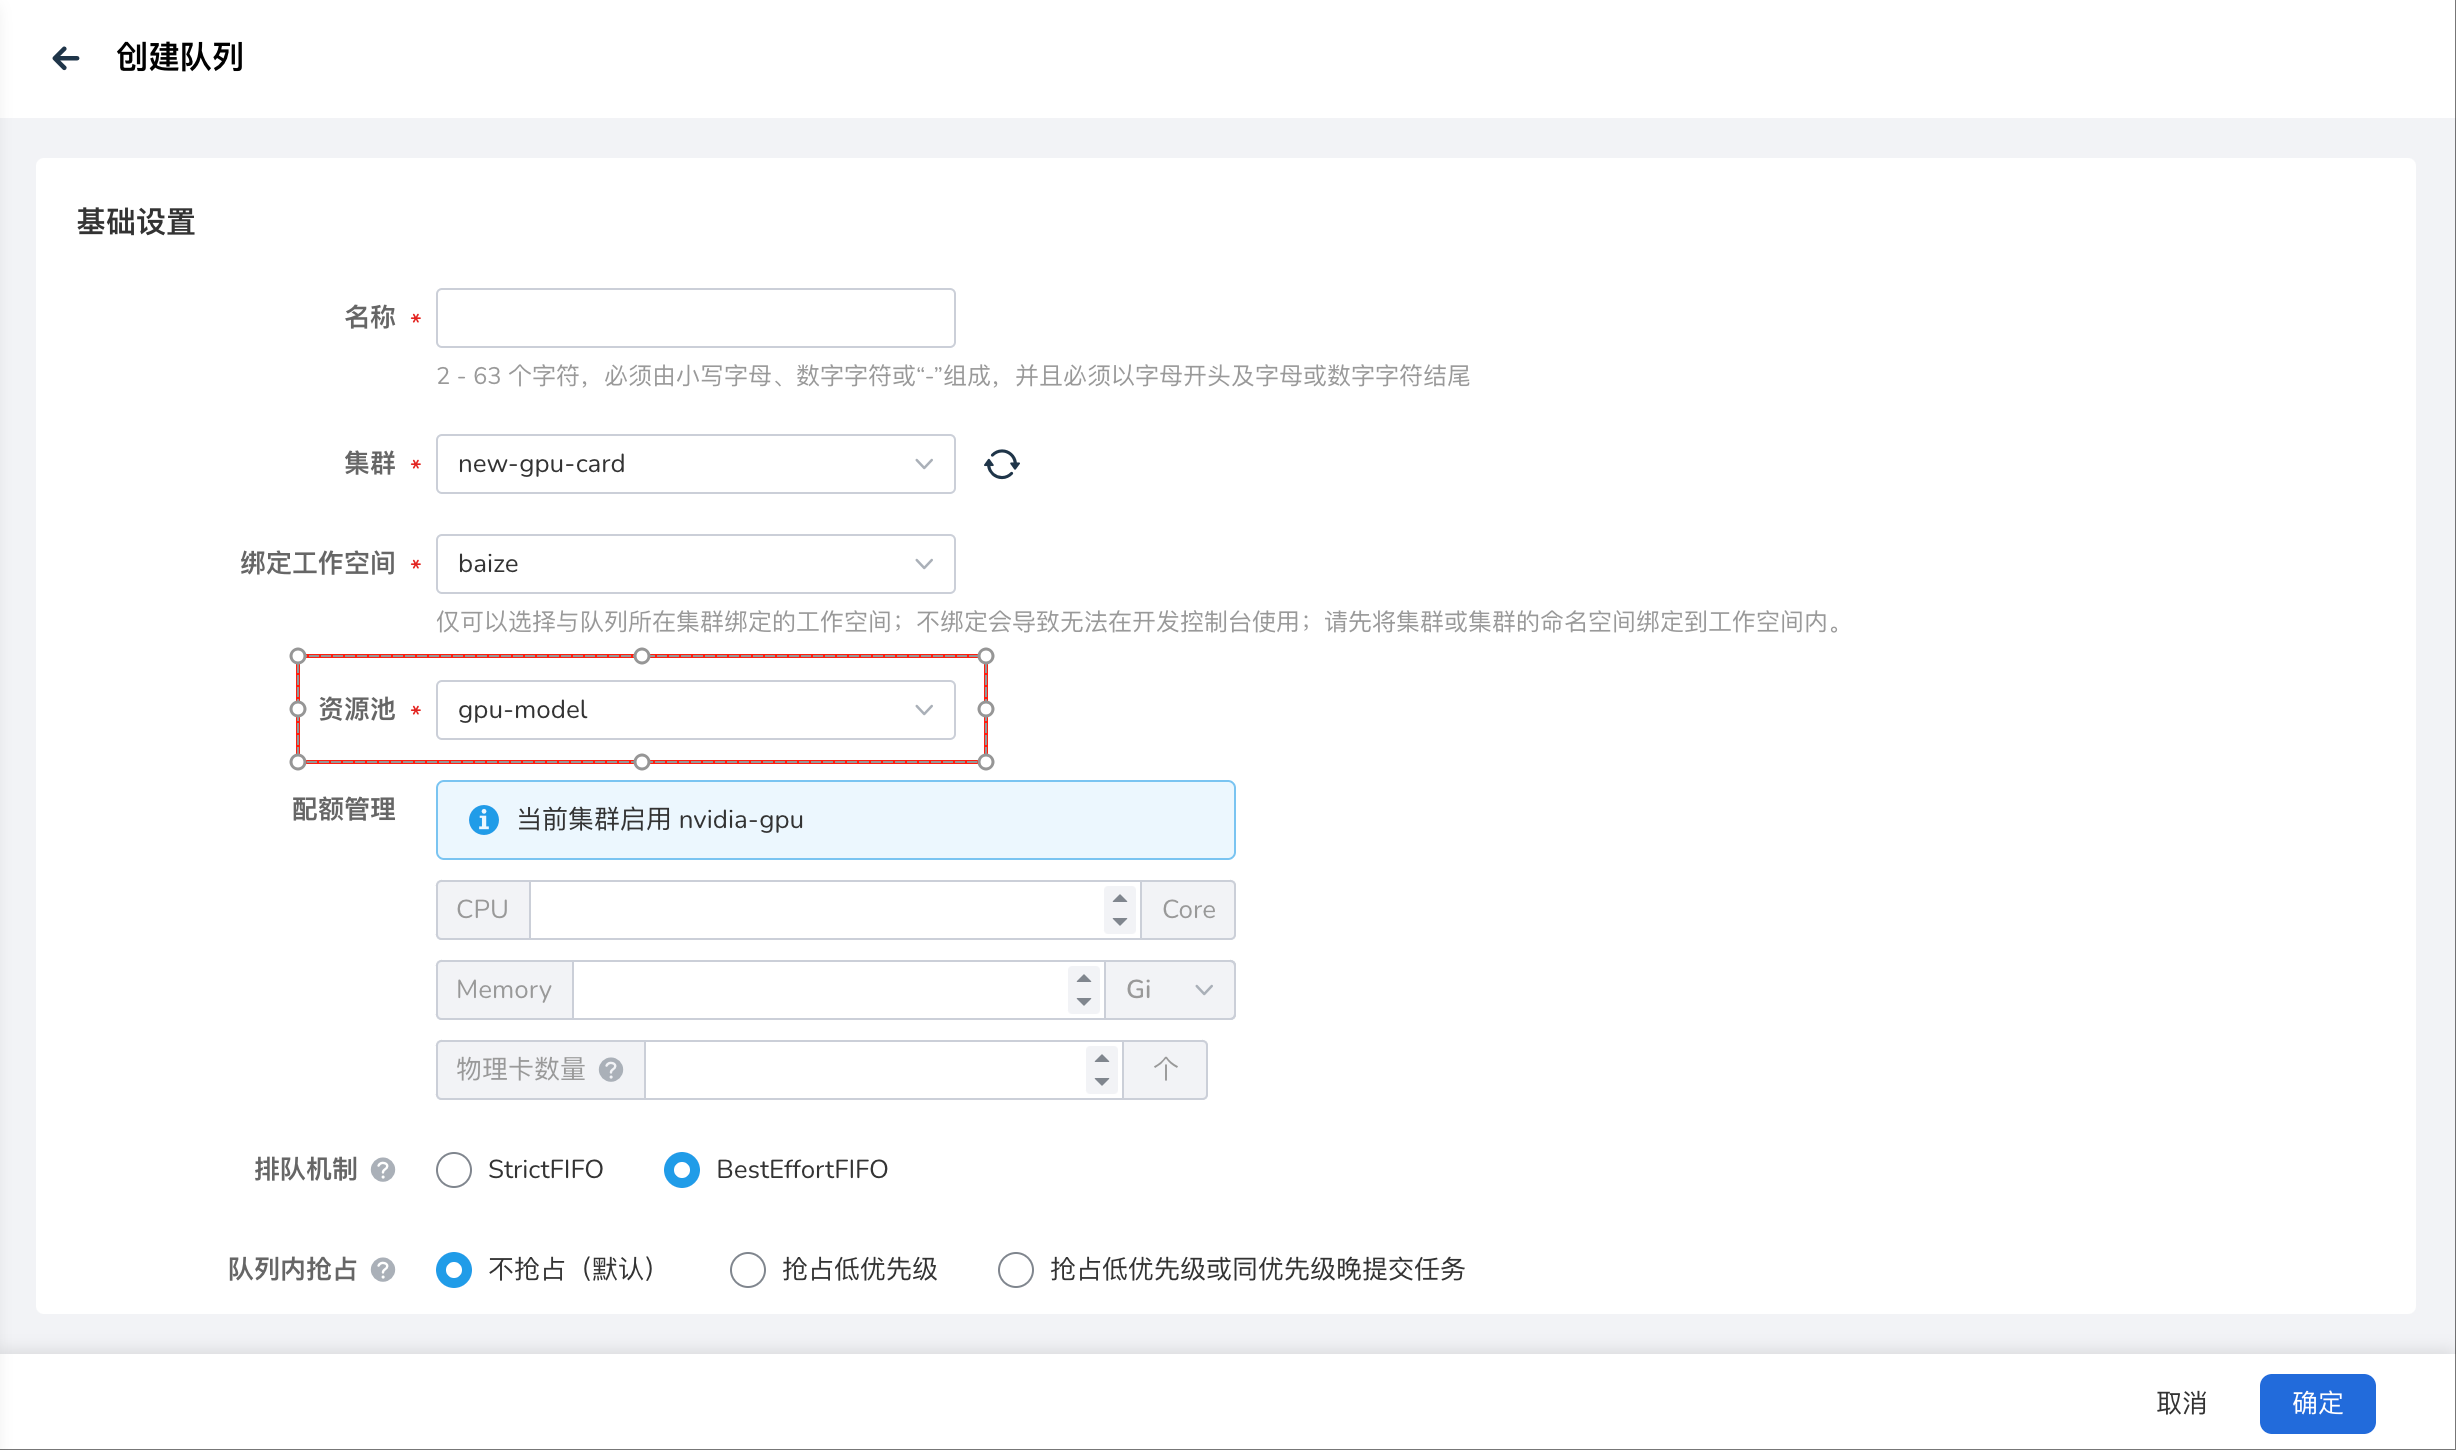 创建队列
基础设置
名称 *
2 - 63 个字符，必须由小写字母、数字字符或“-”组成，并且必须以字母开头及字母或数字字符结尾
集群 * new-gpu-card
绑定工作空间 * baize
仅可以选择与队列所在集群绑定的工作空间；不绑定会导致无法在开发控制台使用；请先将集群或集群的命名空间绑定到工作空间内。
资源池 * gpu-model
配额管理 当前集群启用 nvidia-gpu
CPU Core
Memory Gi
物理卡数量 ? 个
排队机制 ? StrictFIFO BestEffortFIFO
队列内抢占 ? 不抢占（默认） 抢占低优先级 抢占低优先级或同优先级晚提交任务
取消 确定